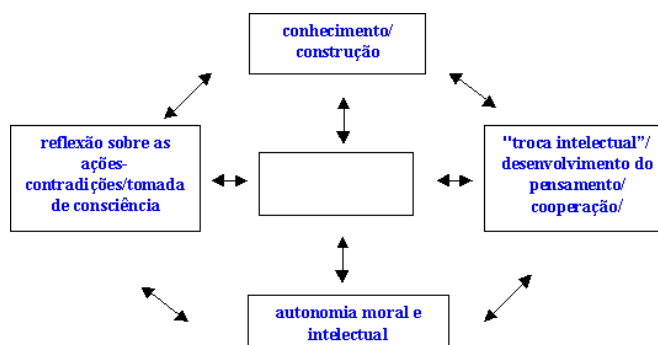 conhecimento/
construção
reflexão sobre as
ações-
contradições/tomada
de consciência
"troca intelectual”/
desenvolvimento do
pensamento/
cooperação/
autonomia moral e
intelectual